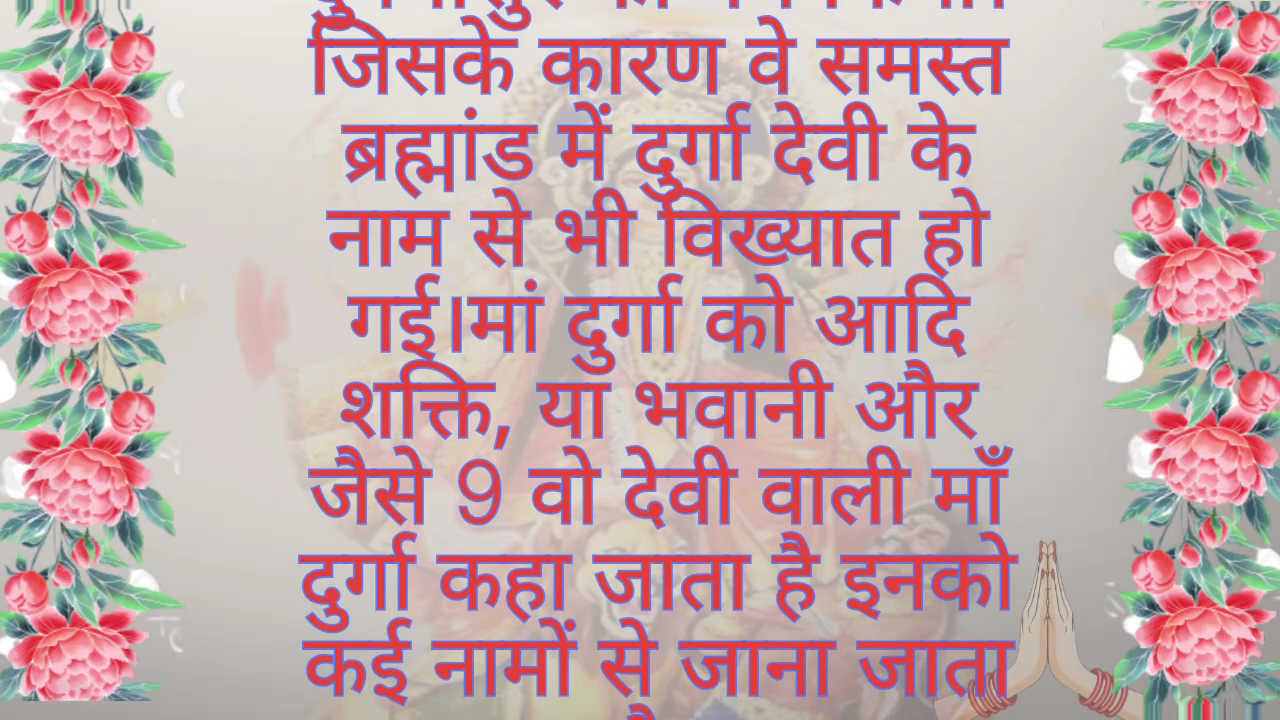 जिसके कारण वे समस्त
ब्रह्मांड में दुर्गा देवी के
नाम से भी विख्यात हो
गई।मां दुर्गा को आदि
शक्ति, या भवानी और
जैसे 9 वो देवी वाली माँ
दुर्गा कहा जाता है इनको
कई नामों से जाना जाता